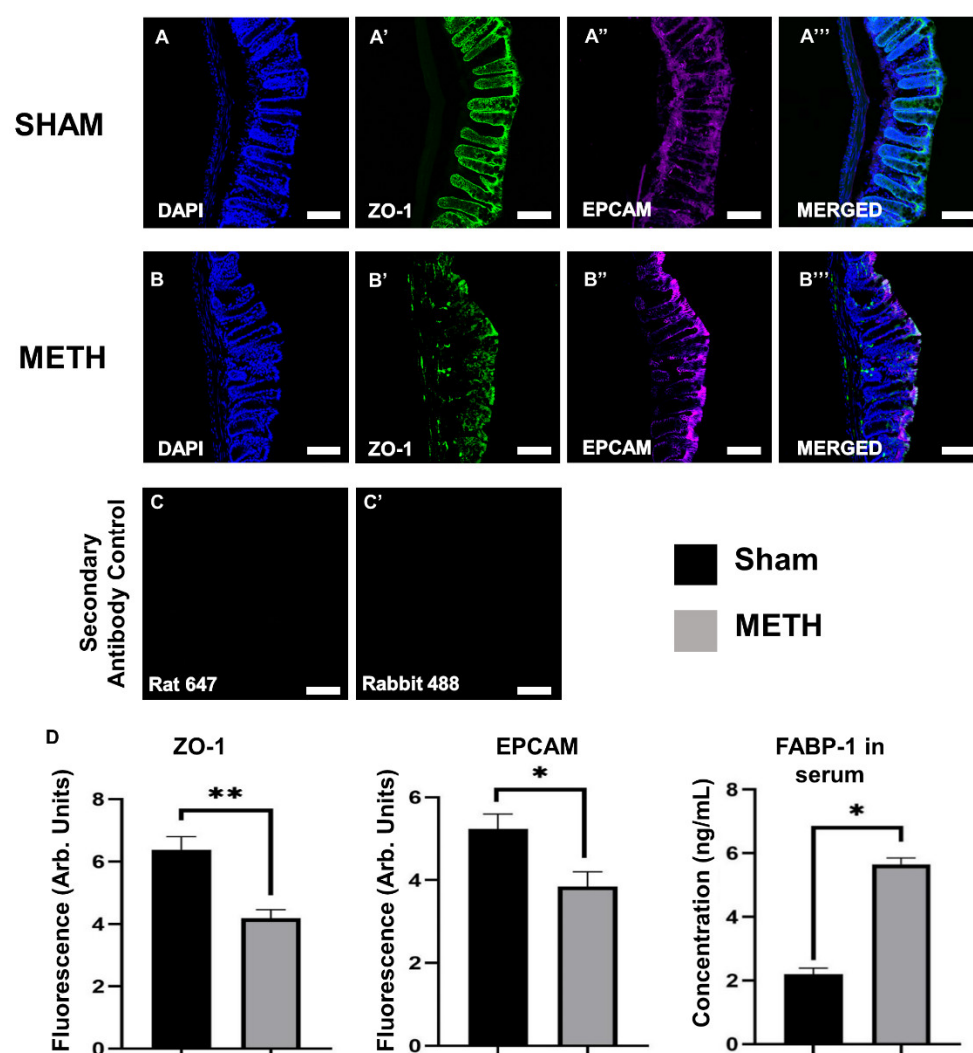 A
A'
A''
A'''
SHAM
DAPI
ZO-1
EPCAM
MERGED
B
B'
B''
B'''
METH
DAPI
ZO-1
EPCAM
MERGED
Secondary
Antibody Control
C
C'
Rat 647
Rabbit 488
Sham
METH
D
ZO-1
Fluorescence (Arb. Units)
8
6
4
2
0
**
EPCAM
Fluorescence (Arb. Units)
6
4
2
0
*
FABP-1 in
serum
Concentration (ng/mL)
8
6
4
2
0
*